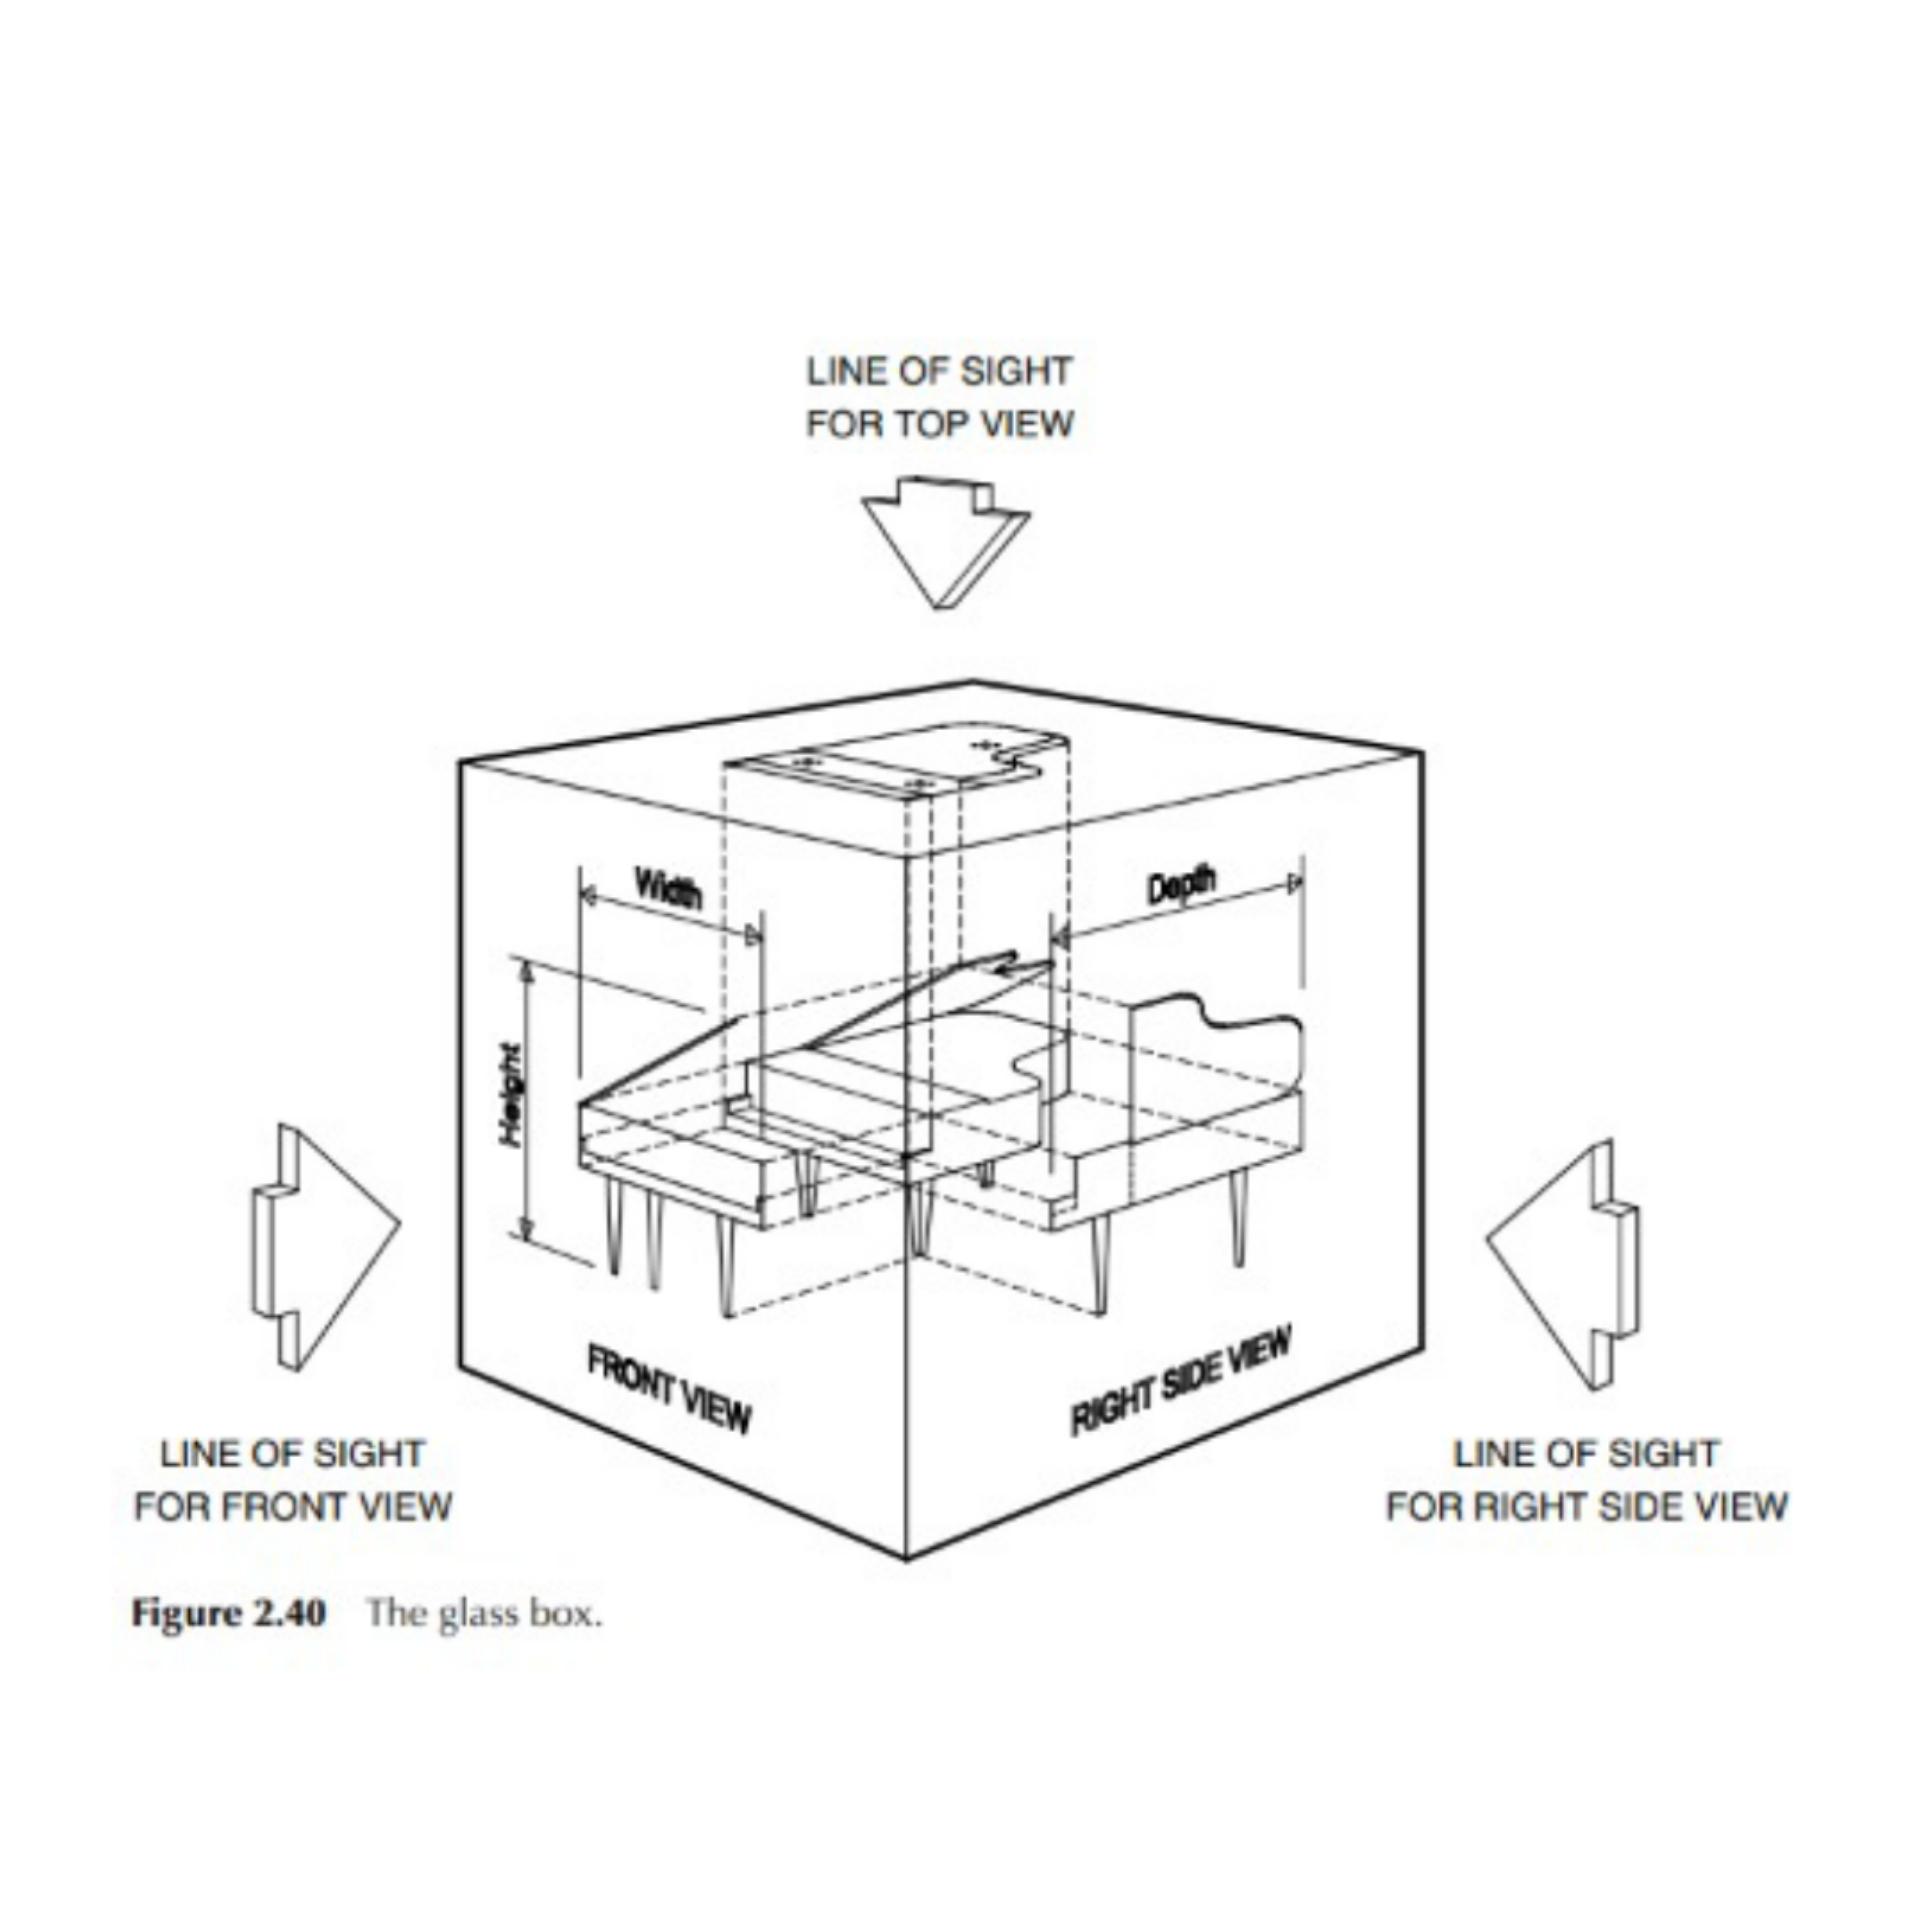 LINE OF SIGHT
FOR TOP VIEW
Width
Depth
Height
FRONT VIEW
RIGHT SIDE VIEW
LINE OF SIGHT
FOR FRONT VIEW
LINE OF SIGHT
FOR RIGHT SIDE VIEW
Figure 2.40 The glass box.